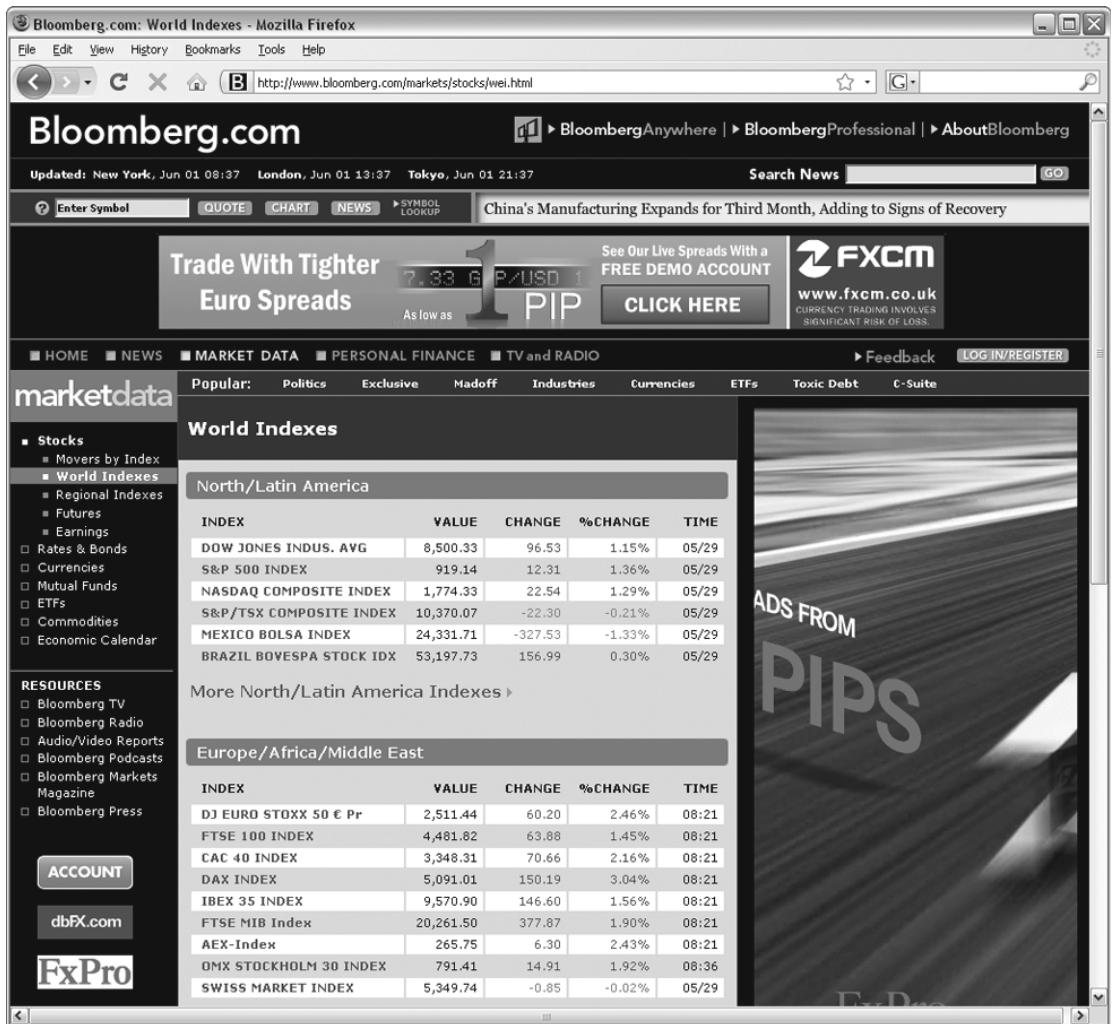 Bloomberg.com: World Indexes - Mozilla Firefox
File Edit View History Bookmarks Tools Help
http://www.bloomberg.com/markets/stocks/wei.html
Bloomberg.com
BloombergAnywhere | BloombergProfessional | AboutBloomberg
Updated: New York, Jun 01 08:37 London, Jun 01 13:37 Tokyo, Jun 01 21:37
Search News GO
? Enter Symbol QUOTE CHART NEWS SYMBOL LOOKUP
China's Manufacturing Expands for Third Month, Adding to Signs of Recovery
Trade With Tighter
Euro Spreads
7.33 G P/USD 1
As low as 1 PIP
See Our Live Spreads With a
FREE DEMO ACCOUNT
CLICK HERE
FXCM
www.fxcm.co.uk
CURRENCY TRADING INVOLVES
SIGNIFICANT RISK OF LOSS.
HOME NEWS MARKET DATA PERSONAL FINANCE TV and RADIO
Feedback LOG IN/REGISTER
marketdata
Popular: Politics Exclusive Madoff Industries Currencies ETFs Toxic Debt C-Suite
Stocks
Movers by Index
World Indexes
Regional Indexes
Futures
Earnings
Rates & Bonds
Currencies
Mutual Funds
ETFs
Commodities
Economic Calendar
RESOURCES
Bloomberg TV
Bloomberg Radio
Audio/Video Reports
Bloomberg Podcasts
Bloomberg Markets
Magazine
Bloomberg Press
ACCOUNT
dbFX.com
FxPro
World Indexes
North/Latin America
INDEX VALUE CHANGE %CHANGE TIME
DOW JONES INDUS. AVG 8,500.33 96.53 1.15% 05/29
S&P 500 INDEX 919.14 12.31 1.36% 05/29
NASDAQ COMPOSITE INDEX 1,774.33 22.54 1.29% 05/29
S&P/TSX COMPOSITE INDEX 10,370.07 -22.30 -0.21% 05/29
MEXICO BOLSA INDEX 24,331.71 -327.53 -1.33% 05/29
BRAZIL BOVESPA STOCK IDX 53,197.73 156.99 0.30% 05/29
More North/Latin America Indexes
Europe/Africa/Middle East
INDEX VALUE CHANGE %CHANGE TIME
DJ EURO STOXX 50 € Pr 2,511.44 60.20 2.46% 08:21
FTSE 100 INDEX 4,481.82 63.88 1.45% 08:21
CAC 40 INDEX 3,348.31 70.66 2.16% 08:21
DAX INDEX 5,091.01 150.19 3.04% 08:21
IBEX 35 INDEX 9,570.90 146.60 1.56% 08:21
FTSE MIB Index 20,261.50 377.87 1.90% 08:21
AEX-Index 265.75 6.30 2.43% 08:21
OMX STOCKHOLM 30 INDEX 791.41 14.91 1.92% 08:36
SWISS MARKET INDEX 5,349.74 -0.85 -0.02% 05/29
ADS FROM
PIPS
FxPro